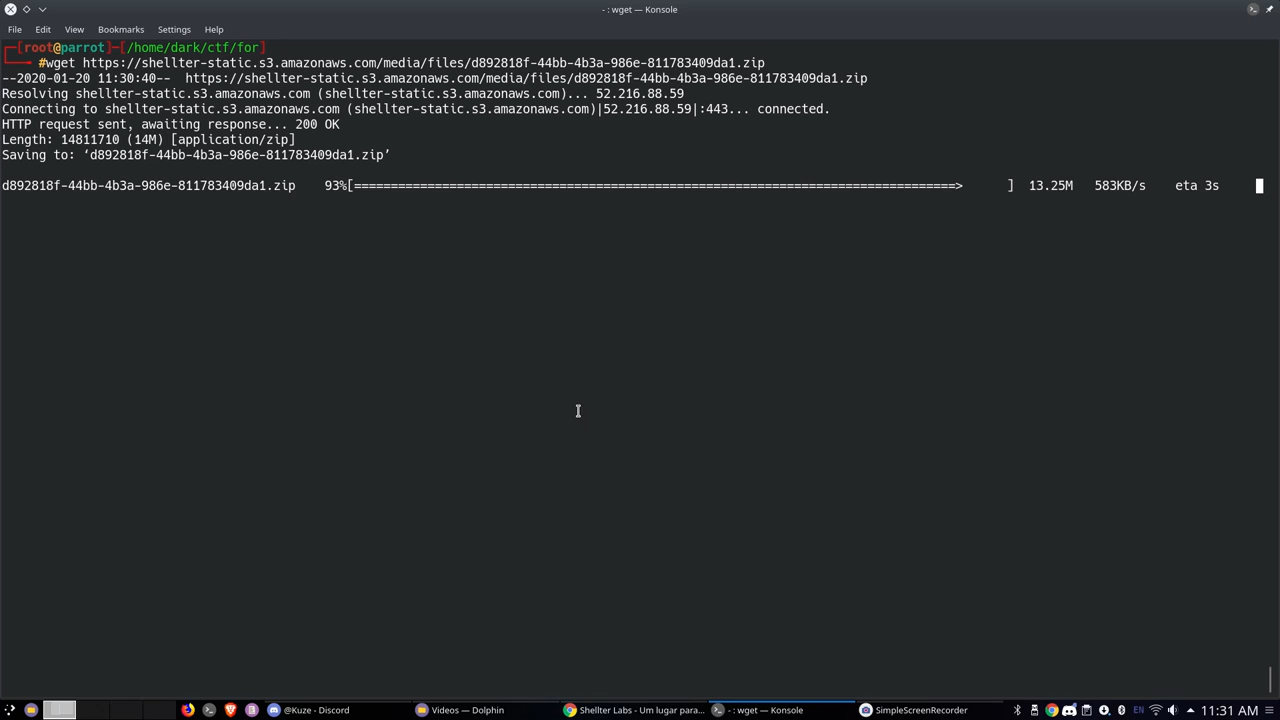 - : wget — Konsole
File Edit View Bookmarks Settings Help
┌─[root@parrot]─[/home/dark/ctf/for]
└──╼ #wget https://shellter-static.s3.amazonaws.com/media/files/d892818f-44bb-4b3a-986e-811783409da1.zip
--2020-01-20 11:30:40--  https://shellter-static.s3.amazonaws.com/media/files/d892818f-44bb-4b3a-986e-811783409da1.zip
Resolving shellter-static.s3.amazonaws.com (shellter-static.s3.amazonaws.com)... 52.216.88.59
Connecting to shellter-static.s3.amazonaws.com (shellter-static.s3.amazonaws.com)|52.216.88.59|:443... connected.
HTTP request sent, awaiting response... 200 OK
Length: 14811710 (14M) [application/zip]
Saving to: ‘d892818f-44bb-4b3a-986e-811783409da1.zip’
d892818f-44bb-4b3a-986e-811783409da1.zip 93%[==================================================================================> ] 13.25M 583KB/s eta 3s
@Kuze - Discord Videos — Dolphin Shellter Labs - Um lugar para... - : wget — Konsole SimpleScreenRecorder EN 11:31 AM